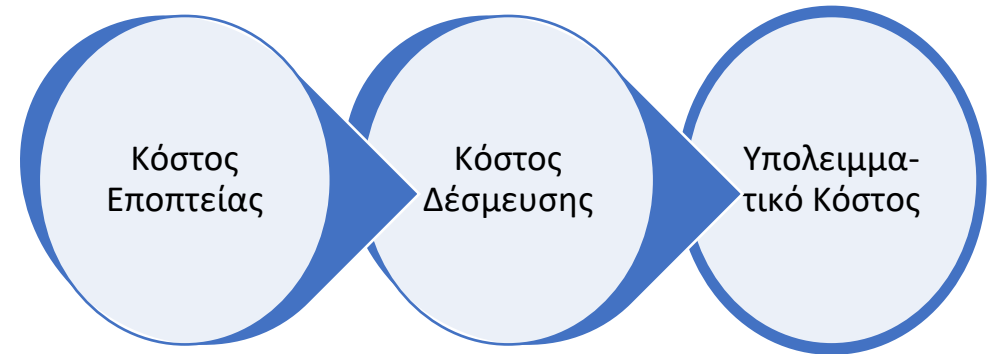 Κόστος
Εποπτείας
Κόστος
Δέσμευσης
Υπολειμμα-
τικό Κόστος